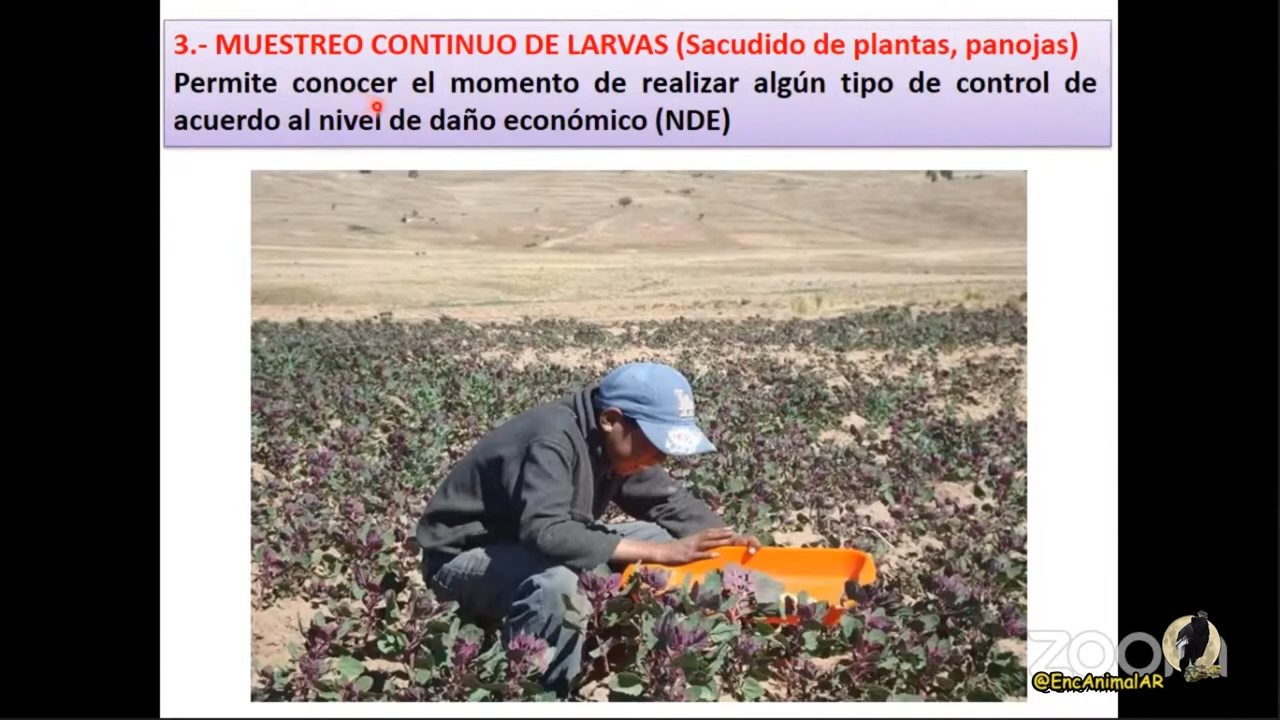 3.- MUESTREO CONTINUO DE LARVAS (Sacudido de plantas, panojas)
Permite conocer el momento de realizar algún tipo de control de
acuerdo al nivel de daño económico (NDE)
LA
zoom
@EncAnimalAR